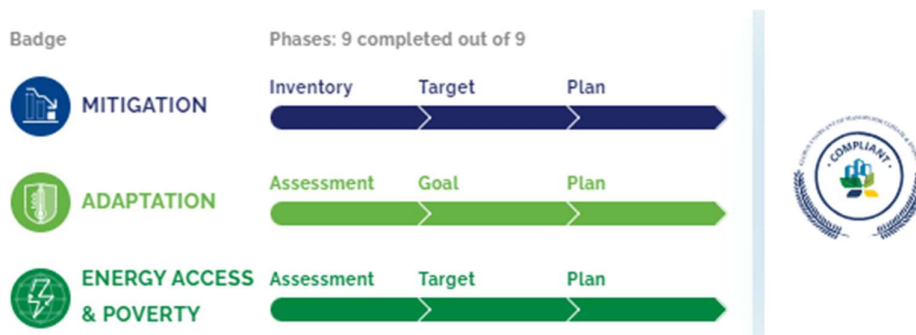 Badge
Phases: 9 completed out of 9
MITIGATION
Inventory Target Plan
ADAPTATION
Assessment Goal Plan
ENERGY ACCESS
& POVERTY
Assessment Target Plan
COMPLIANT